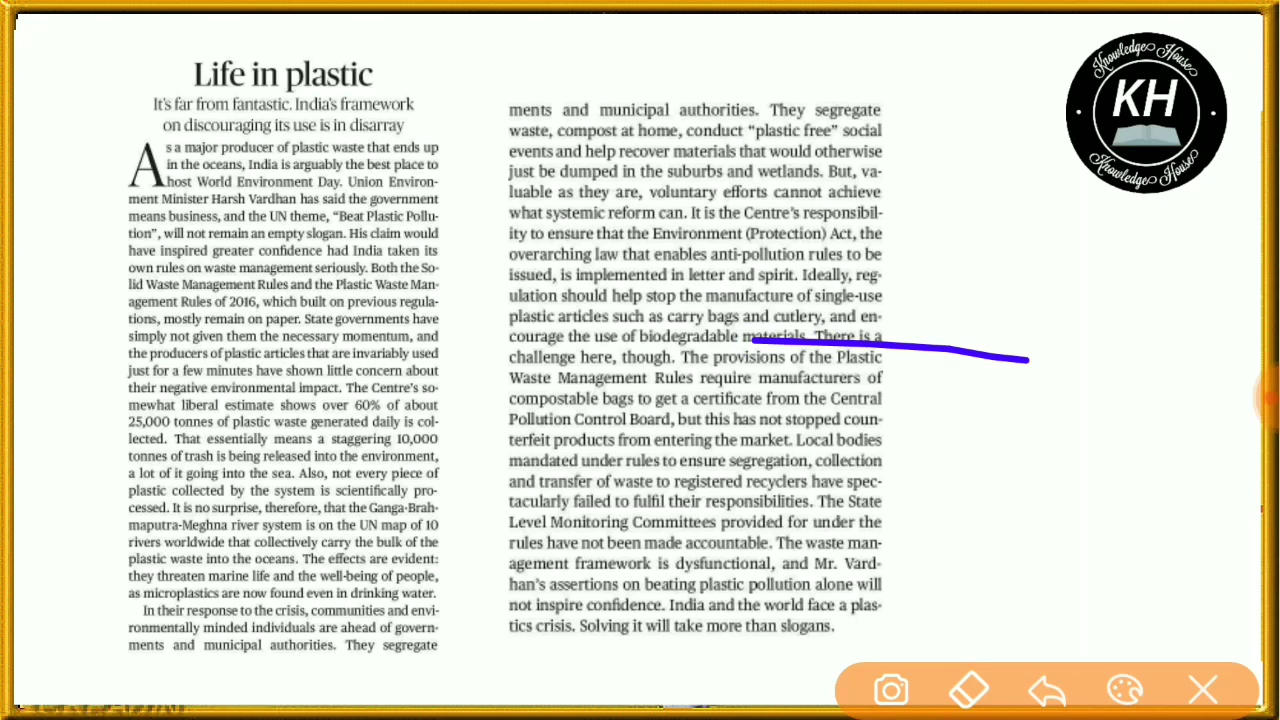 Life in plastic
It's far from fantastic. India's framework
on discouraging its use is in disarray
As a major producer of plastic waste that ends up
in the oceans, India is arguably the best place to
host World Environment Day. Union Environ-
ment Minister Harsh Vardhan has said the government
means business, and the UN theme, “Beat Plastic Pollu-
tion”, will not remain an empty slogan. His claim would
have inspired greater confidence had India taken its
own rules on waste management seriously. Both the So-
lid Waste Management Rules and the Plastic Waste Man-
agement Rules of 2016, which built on previous regula-
tions, mostly remain on paper. State governments have
simply not given them the necessary momentum, and
the producers of plastic articles that are invariably used
just for a few minutes have shown little concern about
their negative environmental impact. The Centre's so-
mewhat liberal estimate shows over 60% of about
25,000 tonnes of plastic waste generated daily is col-
lected. That essentially means a staggering 10,000
tonnes of trash is being released into the environment,
a lot of it going into the sea. Also, not every piece of
plastic collected by the system is scientifically pro-
cessed. It is no surprise, therefore, that the Ganga-Brah-
maputra-Meghna river system is on the UN map of 10
rivers worldwide that collectively carry the bulk of the
plastic waste into the oceans. The effects are evident:
they threaten marine life and the well-being of people,
as microplastics are now found even in drinking water.
In their response to the crisis, communities and envi-
ronmentally minded individuals are ahead of govern-
ments and municipal authorities. They segregate
ments and municipal authorities. They segregate
waste, compost at home, conduct “plastic free” social
events and help recover materials that would otherwise
just be dumped in the suburbs and wetlands. But, va-
luable as they are, voluntary efforts cannot achieve
what systemic reform can. It is the Centre's responsibil-
ity to ensure that the Environment (Protection) Act, the
overarching law that enables anti-pollution rules to be
issued, is implemented in letter and spirit. Ideally, reg-
ulation should help stop the manufacture of single-use
plastic articles such as carry bags and cutlery, and en-
courage the use of biodegradable materials. There is a
challenge here, though. The provisions of the Plastic
Waste Management Rules require manufacturers of
compostable bags to get a certificate from the Central
Pollution Control Board, but this has not stopped coun-
terfeit products from entering the market. Local bodies
mandated under rules to ensure segregation, collection
and transfer of waste to registered recyclers have spec-
tacularly failed to fulfil their responsibilities. The State
Level Monitoring Committees provided for under the
rules have not been made accountable. The waste man-
agement framework is dysfunctional, and Mr. Vard-
han's assertions on beating plastic pollution alone will
not inspire confidence. India and the world face a plas-
tics crisis. Solving it will take more than slogans.
Knowledge House
KH
Knowledge House